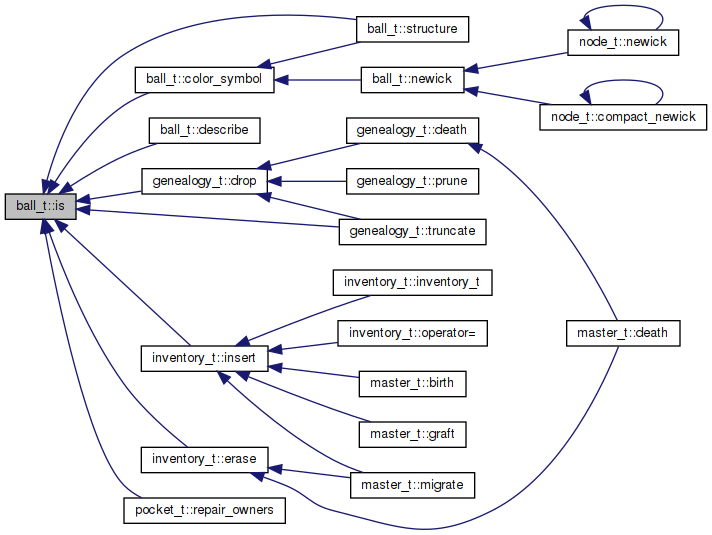 ball_t::structure
node_t::newick
ball_t::color_symbol
ball_t::newick
node_t::compact_newick
ball_t::describe
genealogy_t::death
genealogy_t::drop
genealogy_t::prune
ball_t::is
genealogy_t::truncate
inventory_t::inventory_t
inventory_t::operator=
master_t::death
inventory_t::insert
master_t::birth
master_t::graft
inventory_t::erase
master_t::migrate
pocket_t::repair_owners